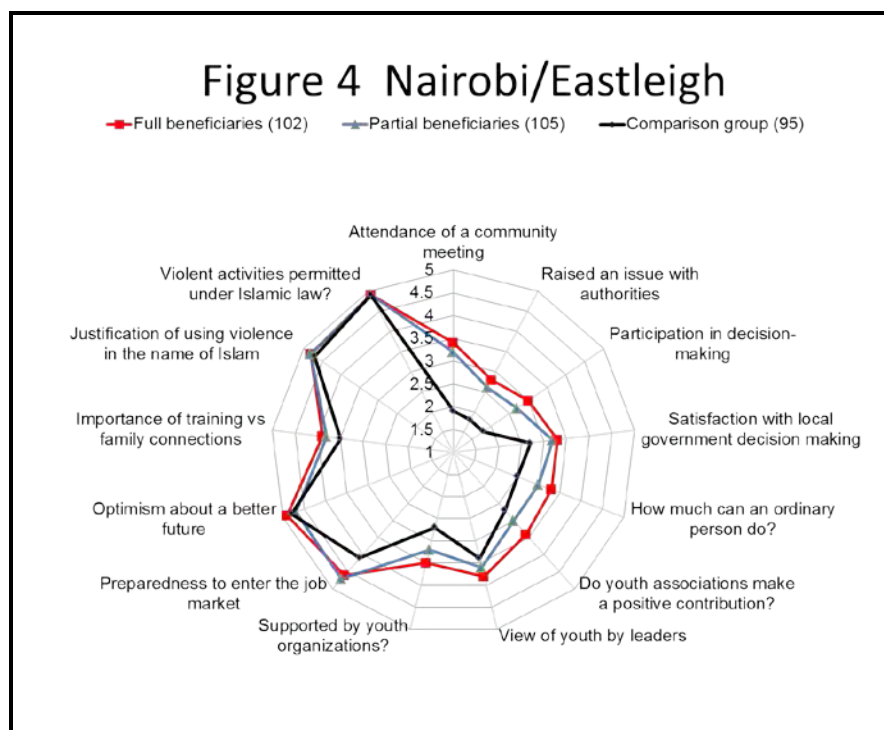 Figure 4 Nairobi/Eastleigh
Full beneficiaries (102)
Partial beneficiaries (105)
Comparison group (95)
Attendance of a community
meeting
Raised an issue with
authorities
Participation in decision-
making
Satisfaction with local
government decision making
How much can an ordinary
person do?
Do youth associations make
a positive contribution?
View of youth by leaders
Supported by youth
organizations?
Preparedness to enter the job
market
Optimism about a better
future
Importance of training vs
family connections
Justification of using violence
in the name of Islam
Violent activities permitted
under Islamic law?
5
4.5
4
3.5
3
2.5
2
1.5
1